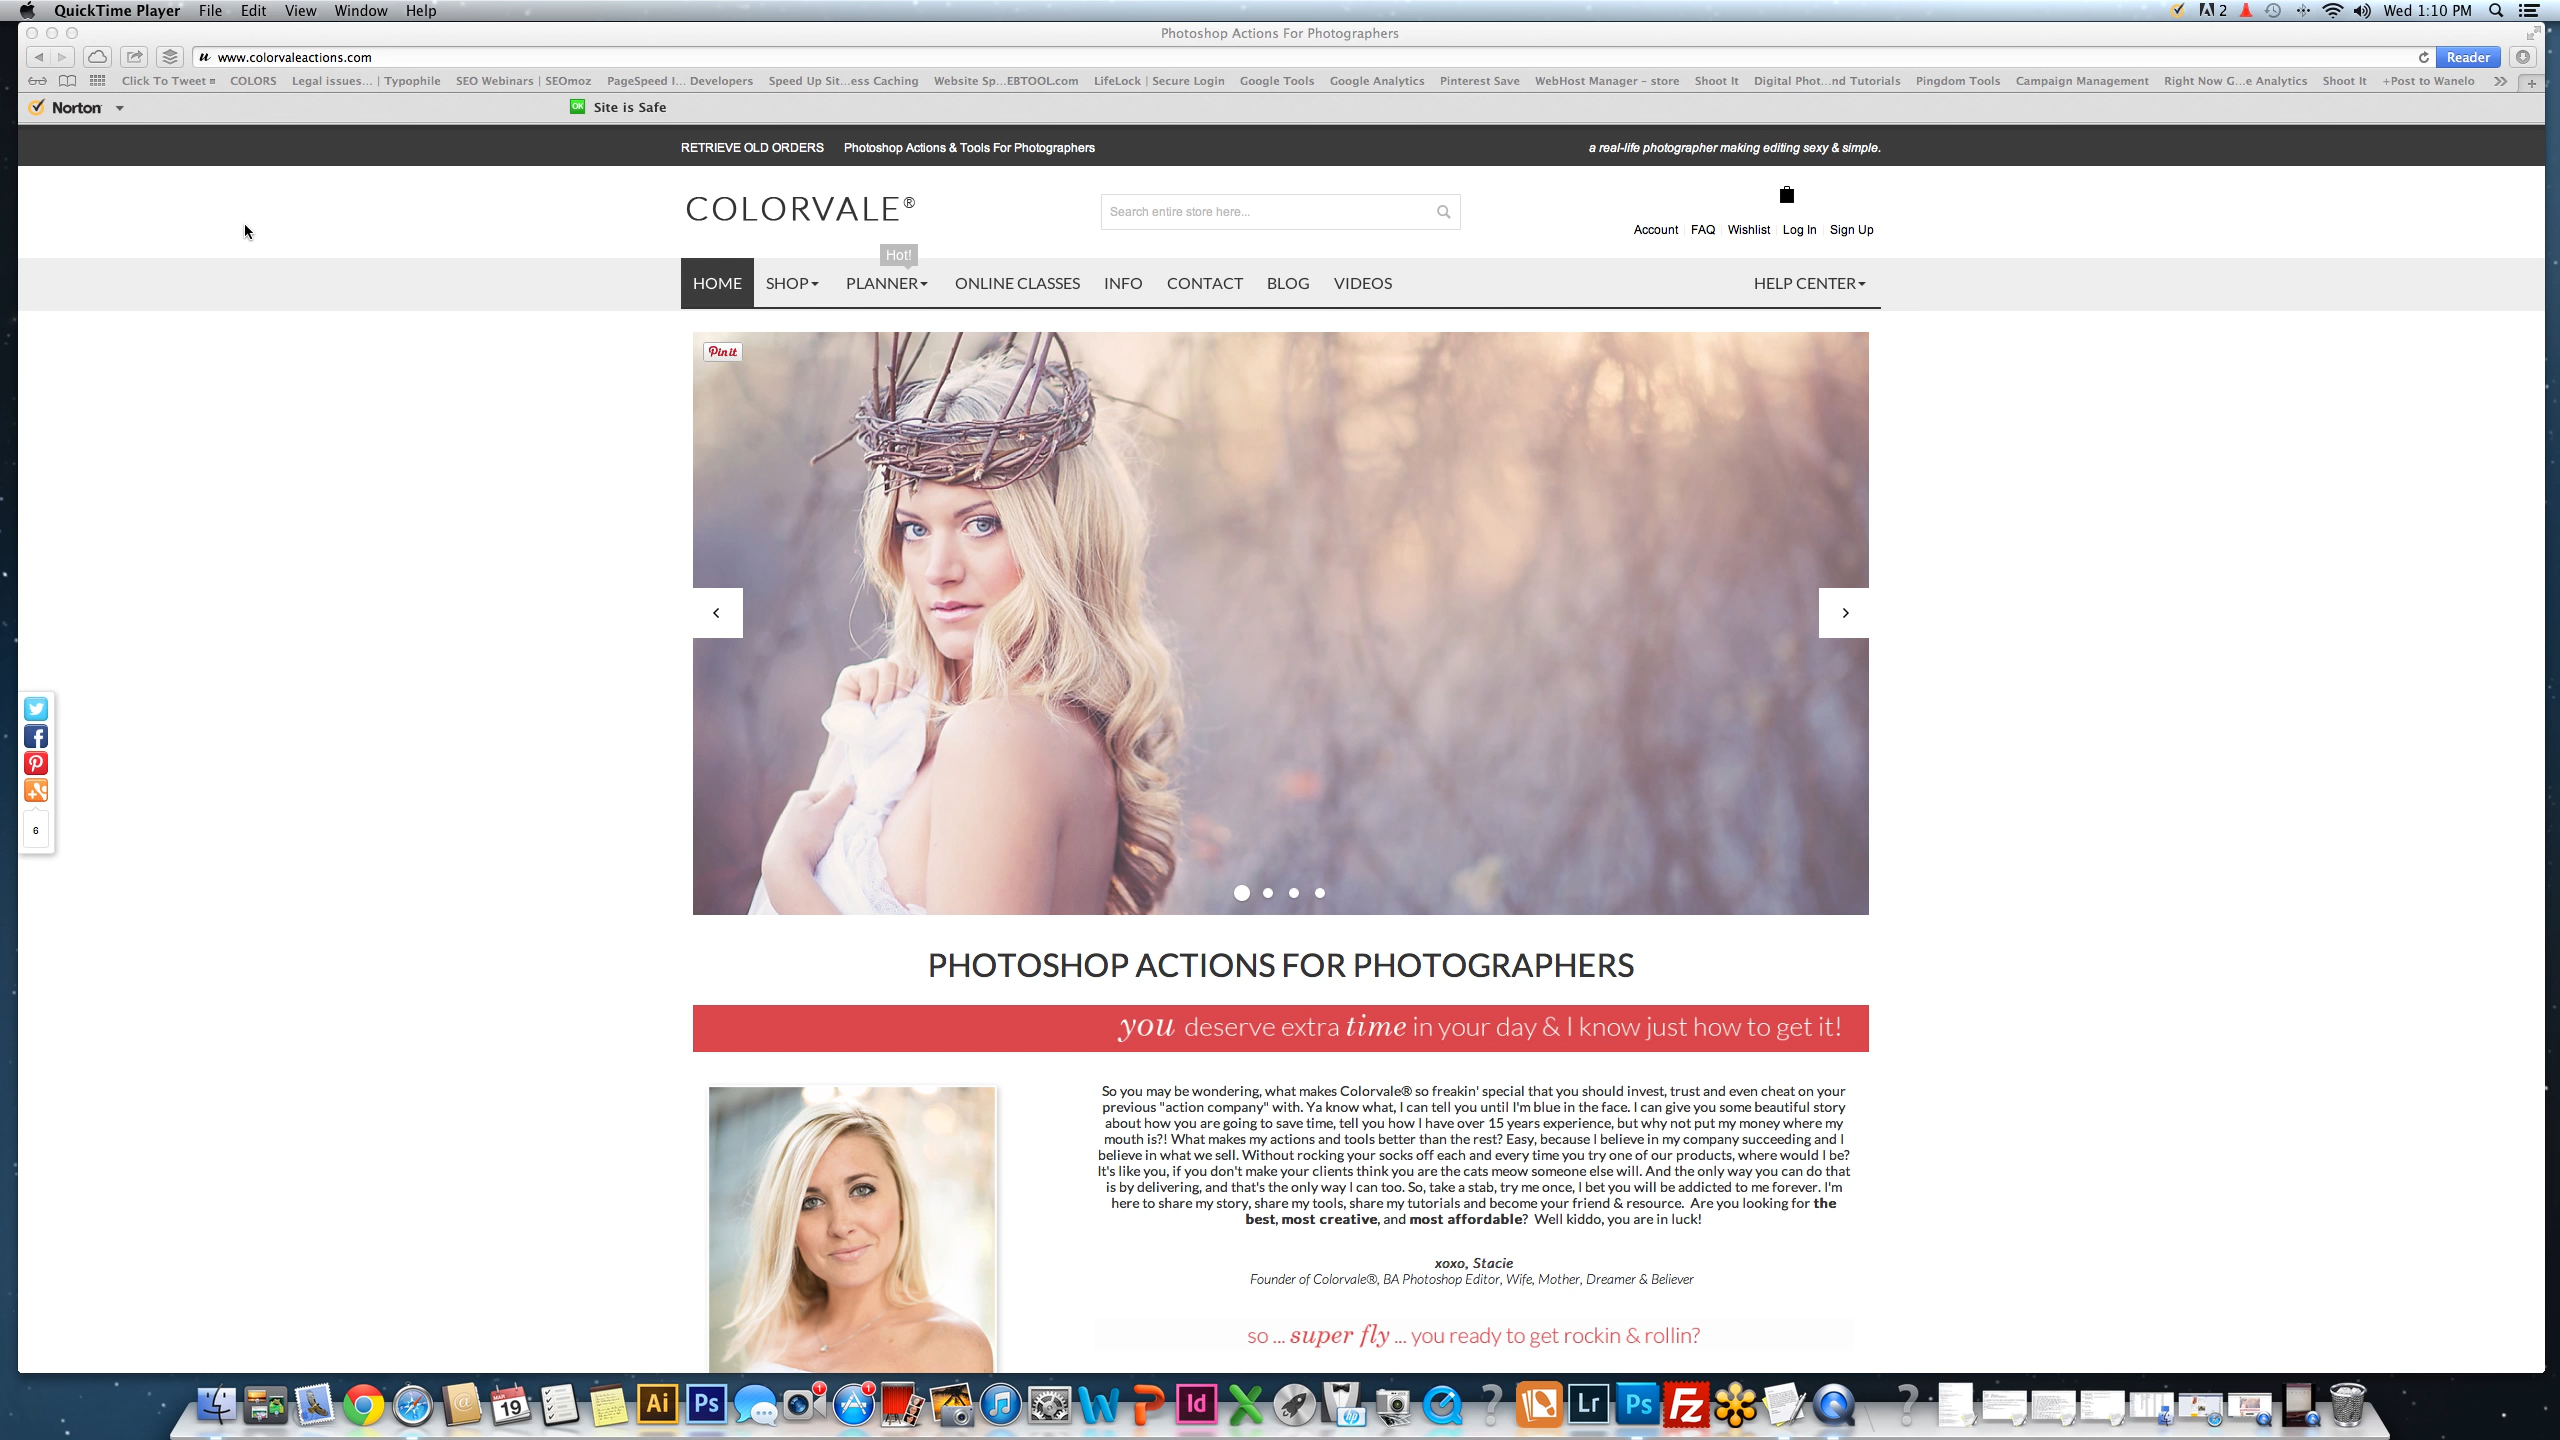 QuickTime Player File Edit View Window Help
2 Wed 1:10 PM
Photoshop Actions For Photographers
www.colorvaleactions.com
Reader
Click To Tweet COLORS Legal issues... | Typophile SEO Webinars | SEOmoz PageSpeed I... Developers Speed Up Sit...ess Caching Website Sp...EBTOOL.com LifeLock | Secure Login Google Tools Google Analytics Pinterest Save WebHost Manager - store Shoot It Digital Phot...nd Tutorials Pingdom Tools Campaign Management Right Now G...e Analytics Shoot It +Post to Wanelo
Norton
OK Site is Safe
RETRIEVE OLD ORDERS Photoshop Actions & Tools For Photographers
a real-life photographer making editing sexy & simple.
COLORVALE®
Search entire store here...
Account FAQ Wishlist Log In Sign Up
Hot!
HOME SHOP PLANNER ONLINE CLASSES INFO CONTACT BLOG VIDEOS HELP CENTER
Pin it
6
PHOTOSHOP ACTIONS FOR PHOTOGRAPHERS
you deserve extra time in your day & I know just how to get it!
So you may be wondering, what makes Colorvale® so freakin' special that you should invest, trust and even cheat on your
previous "action company" with. Ya know what, I can tell you until I'm blue in the face. I can give you some beautiful story
about how you are going to save time, tell you how I have over 15 years experience, but why not put my money where my
mouth is?! What makes my actions and tools better than the rest? Easy, because I believe in my company succeeding and I
believe in what we sell. Without rocking your socks off each and every time you try one of our products, where would I be?
It's like you, if you don't make your clients think you are the cats meow someone else will. And the only way you can do that
is by delivering, and that's the only way I can too. So, take a stab, try me once, I bet you will be addicted to me forever. I'm
here to share my story, share my tools, share my tutorials and become your friend & resource. Are you looking for the
best, most creative, and most affordable? Well kiddo, you are in luck!
xoxo, Stacie
Founder of Colorvale®, BA Photoshop Editor, Wife, Mother, Dreamer & Believer
so ... super fly ... you ready to get rockin & rollin?
MAR 19 Ai Ps 1 1 W P Id X hp ? Lr Ps Fz ?